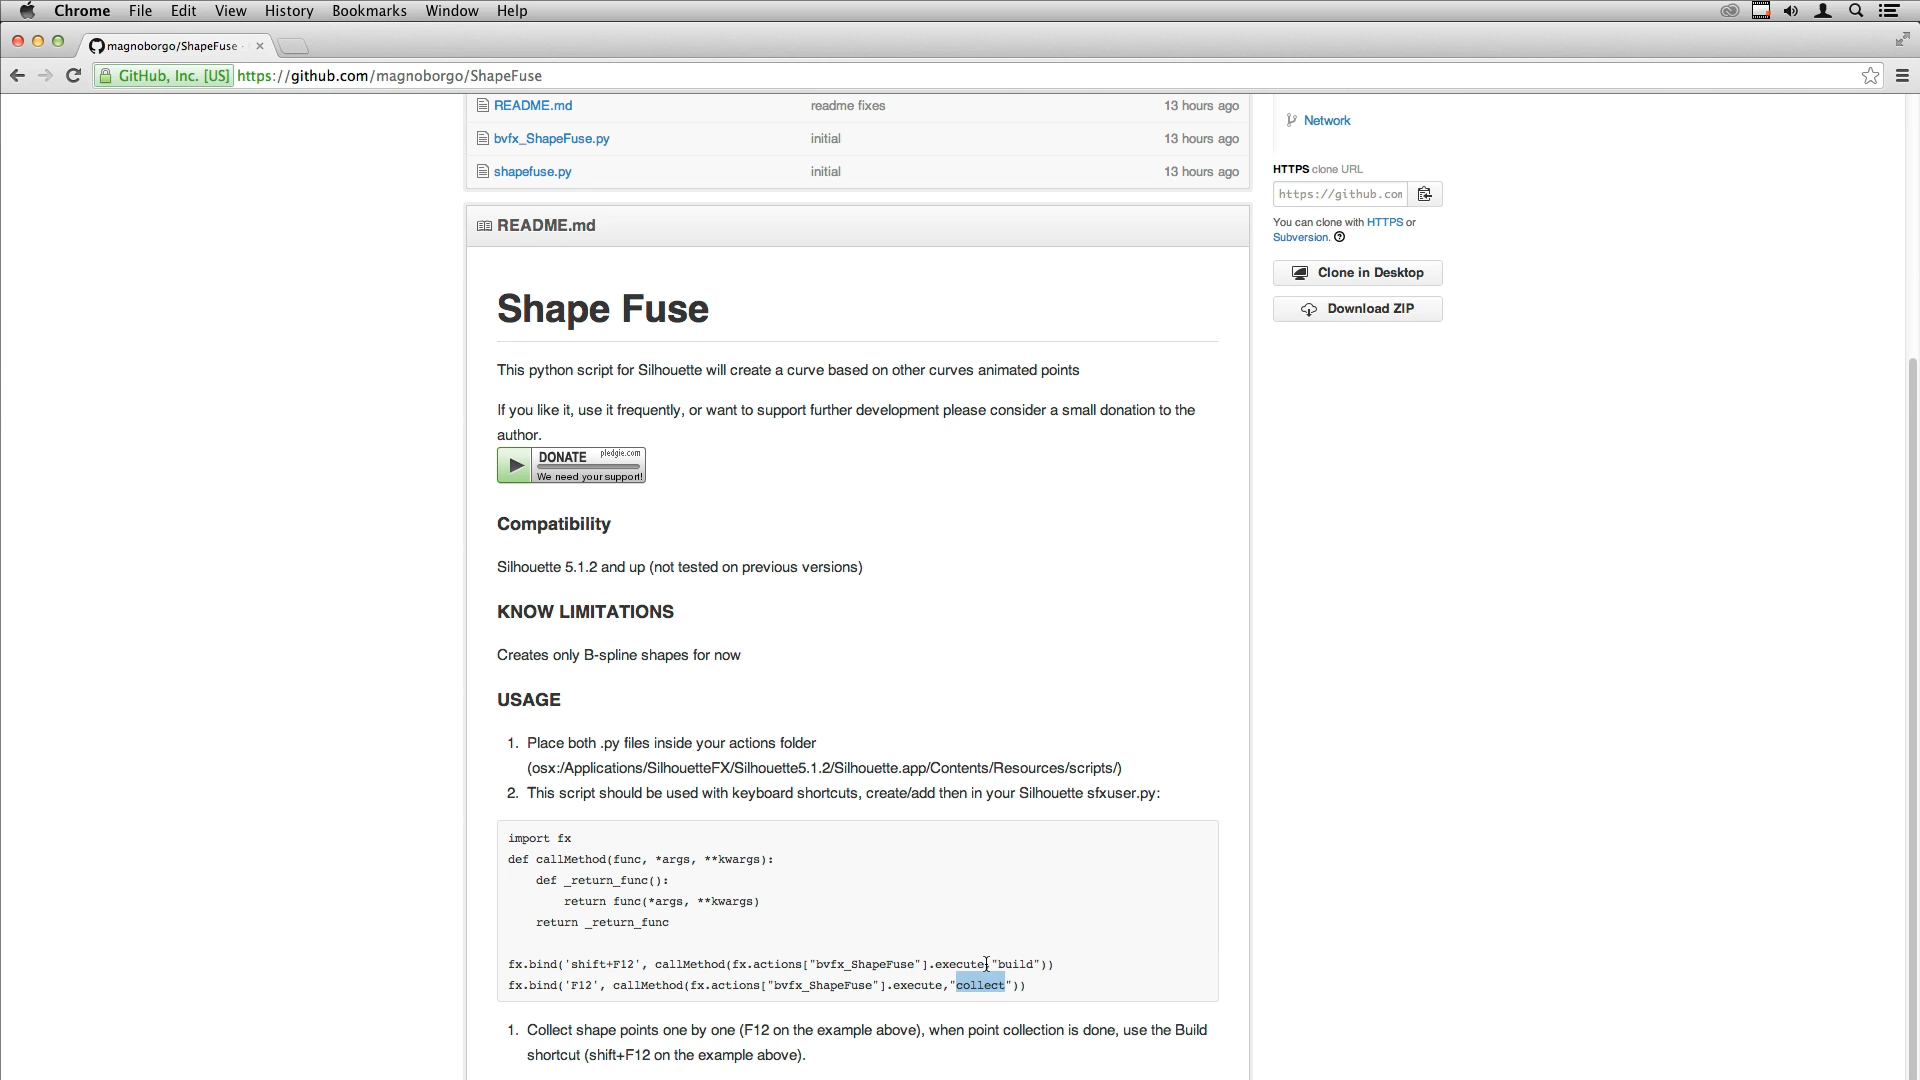 Chrome File Edit View History Bookmarks Window Help
magnoborgo/ShapeFuse ·
GitHub, Inc. [US] https://github.com/magnoborgo/ShapeFuse
README.md readme fixes 13 hours ago
bvfx_ShapeFuse.py initial 13 hours ago
shapefuse.py initial 13 hours ago
Network
HTTPS clone URL
https://github.com
You can clone with HTTPS or
Subversion.
Clone in Desktop
Download ZIP
README.md
Shape Fuse
This python script for Silhouette will create a curve based on other curves animated points
If you like it, use it frequently, or want to support further development please consider a small donation to the
author.
DONATE pledgie.com
We need your support!
Compatibility
Silhouette 5.1.2 and up (not tested on previous versions)
KNOW LIMITATIONS
Creates only B-spline shapes for now
USAGE
1. Place both .py files inside your actions folder
(osx:/Applications/SilhouetteFX/Silhouette5.1.2/Silhouette.app/Contents/Resources/scripts/)
2. This script should be used with keyboard shortcuts, create/add then in your Silhouette sfxuser.py:
import fx
def callMethod(func, *args, **kwargs):
def _return_func():
return func(*args, **kwargs)
return _return_func
fx.bind('shift+F12', callMethod(fx.actions["bvfx_ShapeFuse"].execute,"build"))
fx.bind('F12', callMethod(fx.actions["bvfx_ShapeFuse"].execute,"collect"))
1. Collect shape points one by one (F12 on the example above), when point collection is done, use the Build
shortcut (shift+F12 on the example above).